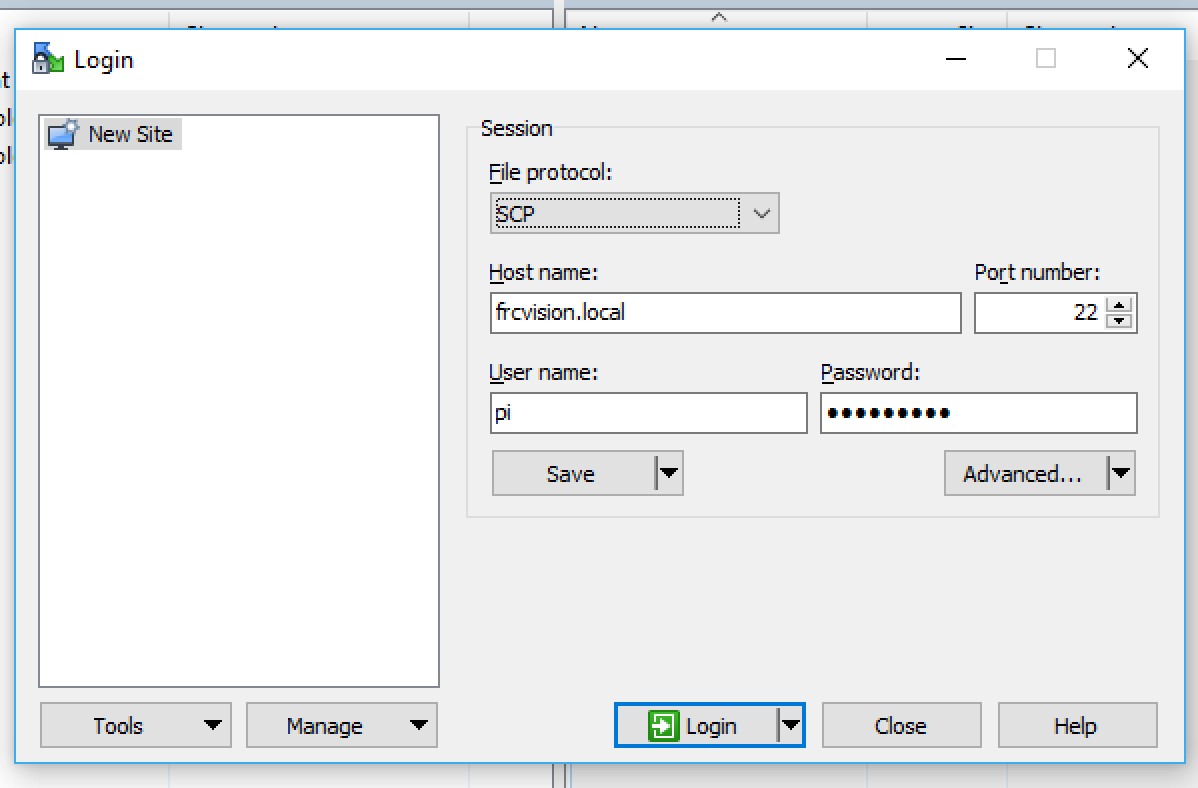 Login
New Site
Session
File protocol:
SCP
Host name:
Port number:
frcvision.local
22
User name:
Password:
pi
●●●●●●●●●
Save
Advanced...
Tools
Manage
Login
Close
Help